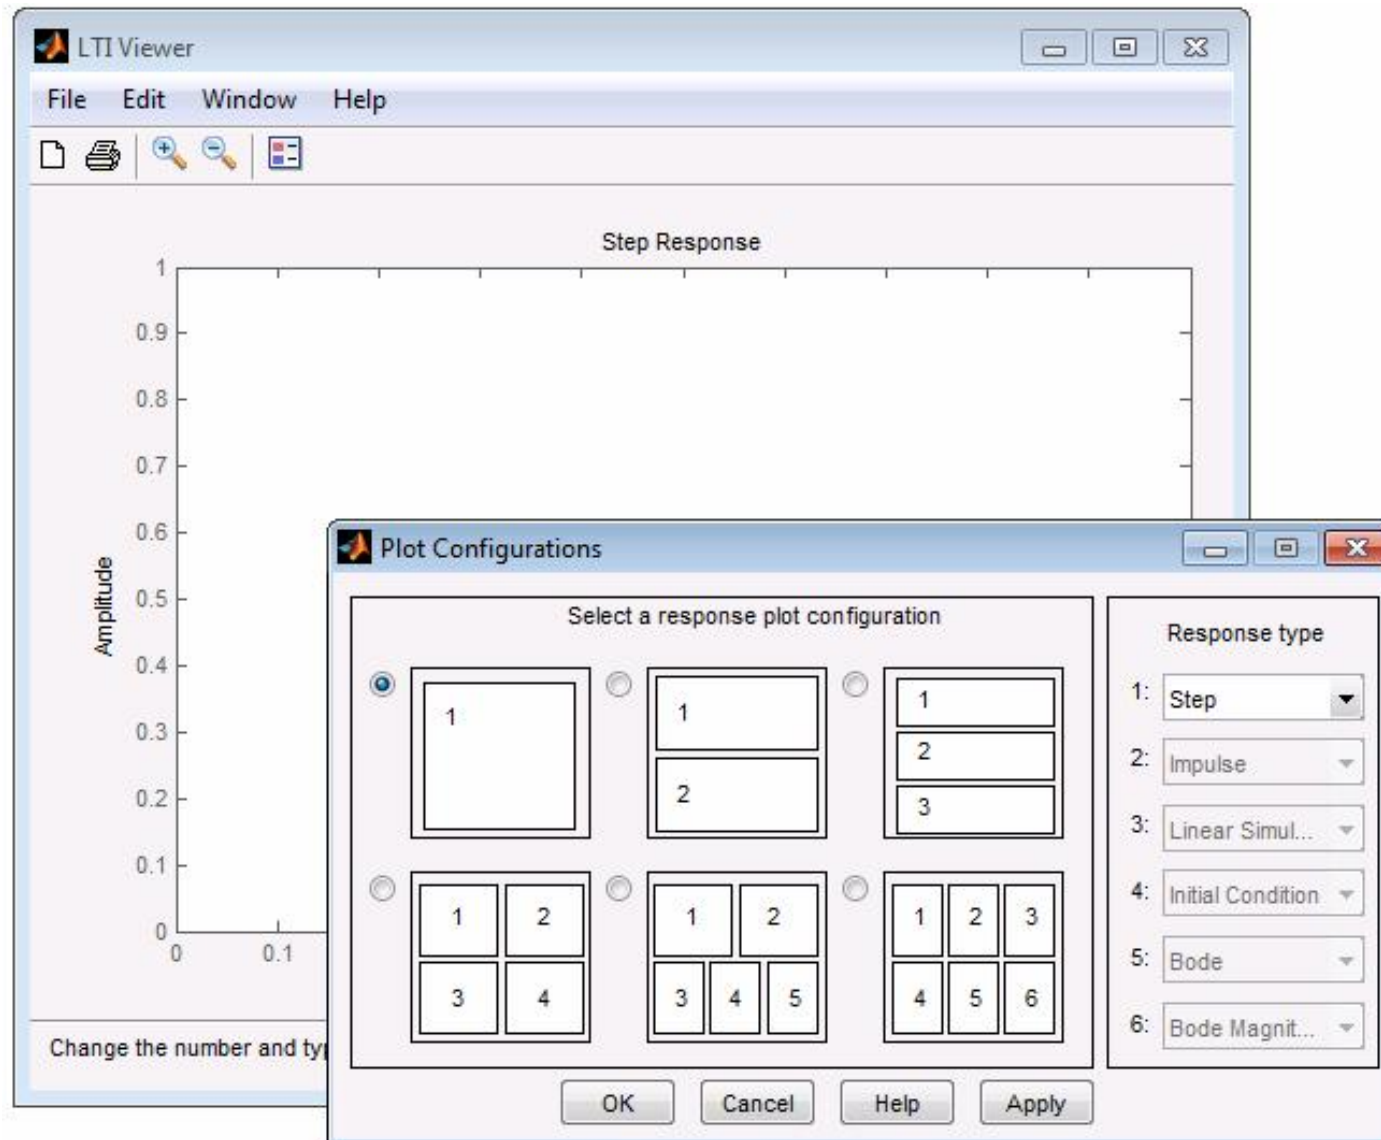 LTI Viewer
File Edit Window Help
Step Response
1
0.9
0.8
0.7
0.6
0.5
0.4
0.3
0.2
0.1
0
Amplitude
0 0.1
Change the number and typ
Plot Configurations
Select a response plot configuration
1
1
2
1
2
3
1 2
3 4
1 2
3 4 5
1 2 3
4 5 6
Response type
1: Step
2: Impulse
3: Linear Simul...
4: Initial Condition
5: Bode
6: Bode Magnit...
OK Cancel Help Apply